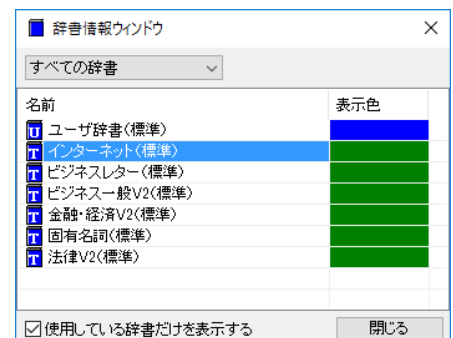 辞書情報ウィンドウ
すべての辞書
名前 表示色
U ユーザ辞書(標準)
T インターネット(標準)
T ビジネスレター(標準)
T ビジネス一般V2(標準)
T 金融・経済V2(標準)
T 固有名詞(標準)
T 法律V2(標準)
使用している辞書だけを表示する 閉じる